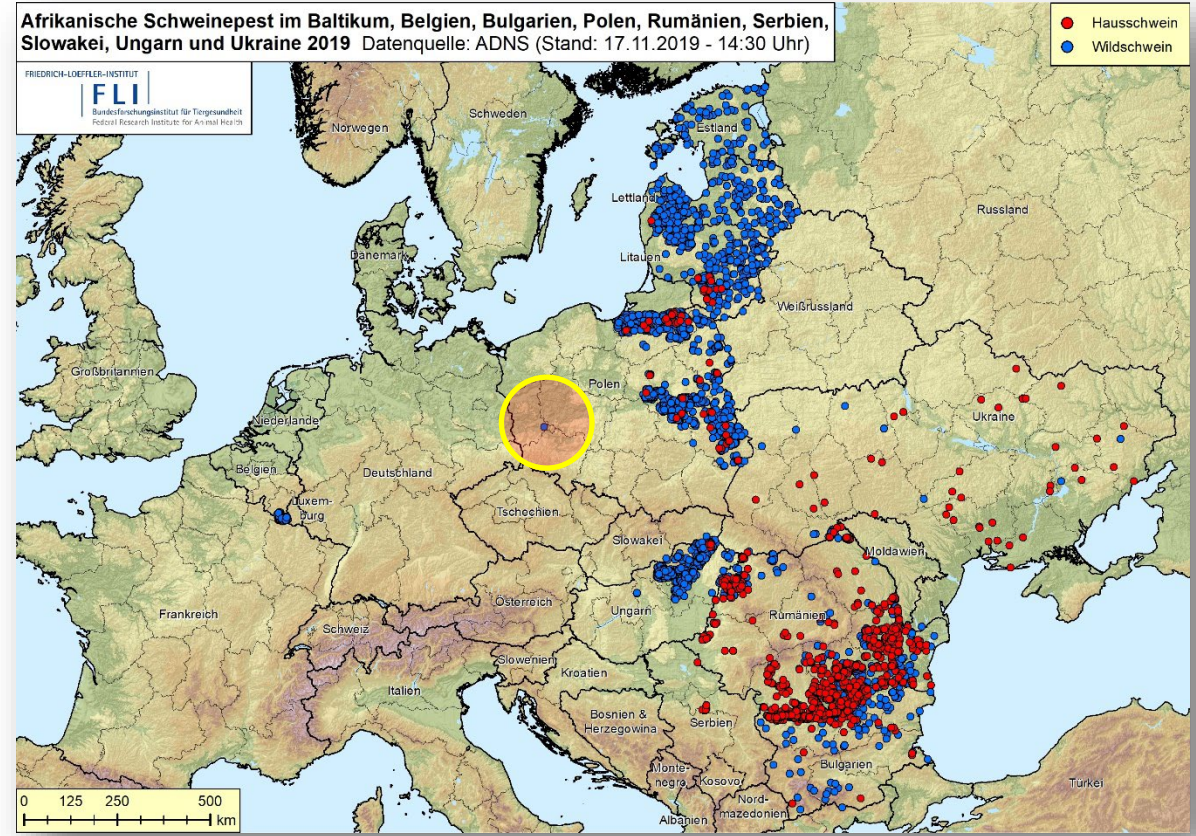 Afrikanische Schweinepest im Baltikum, Belgien, Bulgarien, Polen, Rumänien, Serbien,
Slowakei, Ungarn und Ukraine 2019 Datenquelle: ADNS (Stand: 17.11.2019 - 14:30 Uhr)
Hausschwein
Wildschwein
FRIEDRICH-LOEFFLER-INSTITUT
FLI
Bundesforschungsinstitut für Tiergesundheit
Federal Research Institute for Animal Health
Norwegen
Schweden
Estland
Lettland
Russland
Dänemark
Litauen
Weißrussland
Großbritannien
Polen
Niederlande
Ukraine
Belgien
Deutschland
Luxem-
burg
Tschechien
Slowakei
Moldawien
Frankreich
Österreich
Ungarn
Rumänien
Schweiz
Slowenien
Kroatien
Italien
Bosnien &
Herzegowina
Serbien
Bulgarien
Monte-
negro
Kosovo
Nord-
mazedonien
Albanien
Türkei
0 125 250 500
km